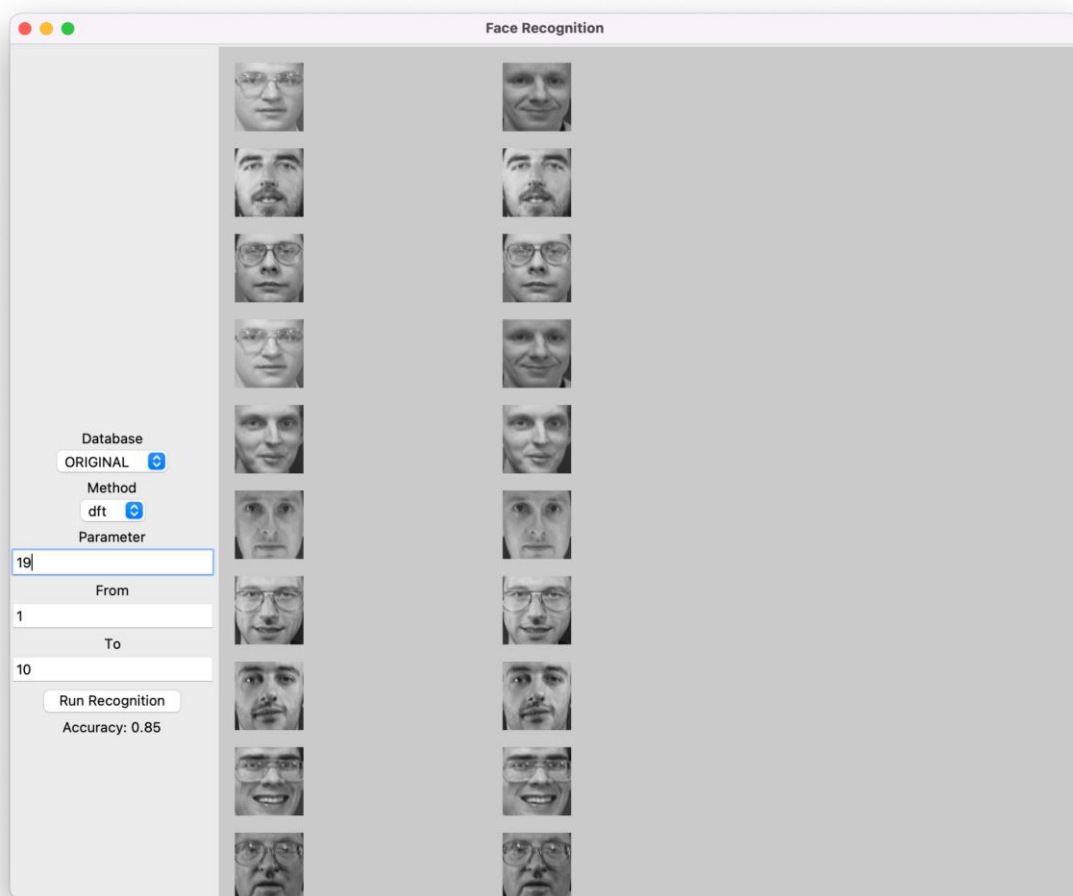 Face Recognition
Database
ORIGINAL
Method
dft
Parameter
19
From
1
To
10
Run Recognition
Accuracy: 0.85